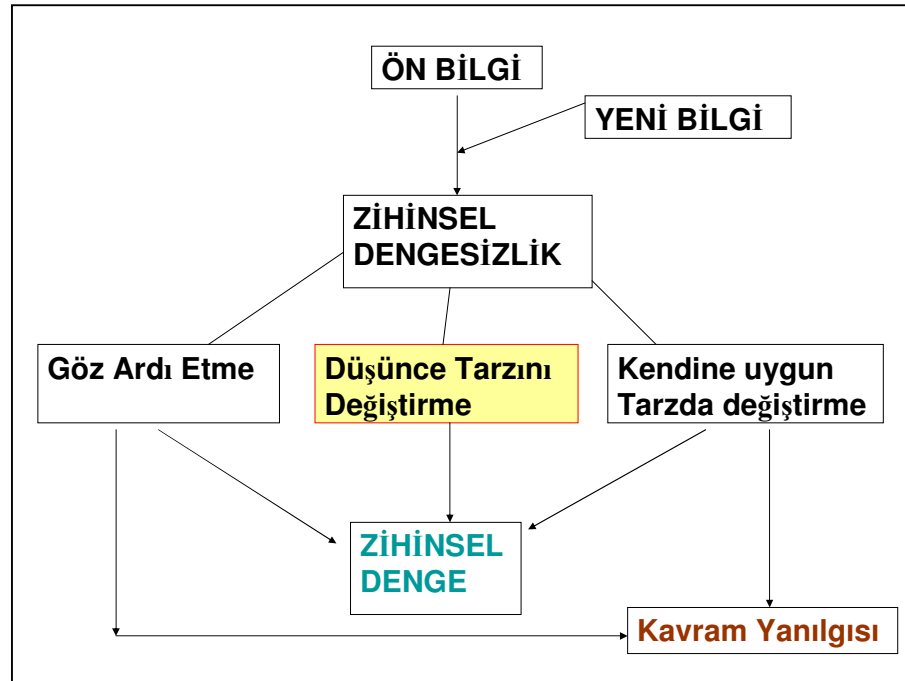 ÖN BİLGİ
YENİ BİLGİ
ZİHİNSEL
DENGESİZLİK
Göz Ardı Etme
Düşünce Tarzını
Değiştirme
Kendine uygun
Tarzda değiştirme
ZİHİNSEL
DENGE
Kavram Yanılgısı